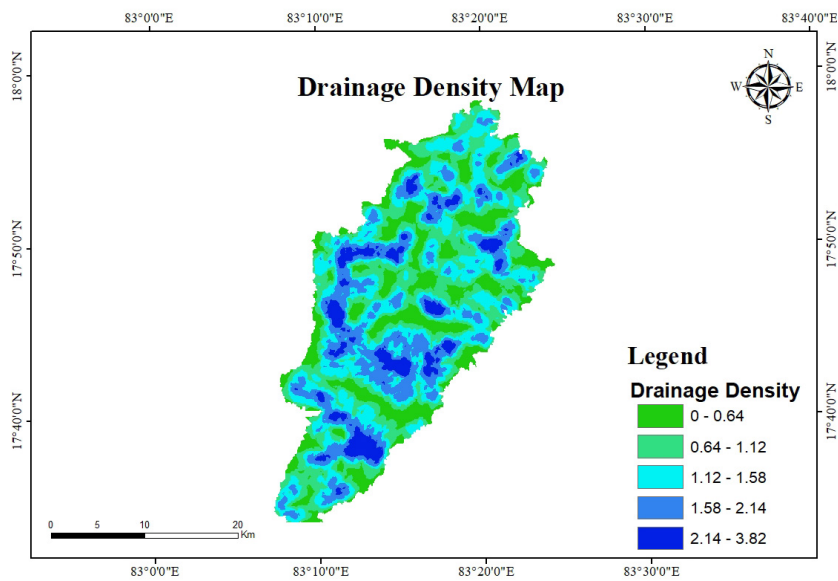 83°0'0"E 83°10'0"E 83°20'0"E 83°30'0"E 83°40'0"E
18°0'0"N
18°0'0"N
Drainage Density Map
N
W E
S
17°50'0"N
17°50'0"N
Legend
Drainage Density
0 - 0.64
0.64 - 1.12
1.12 - 1.58
1.58 - 2.14
2.14 - 3.82
17°40'0"N
17°40'0"N
0 5 10 20
Km
83°0'0"E 83°10'0"E 83°20'0"E 83°30'0"E